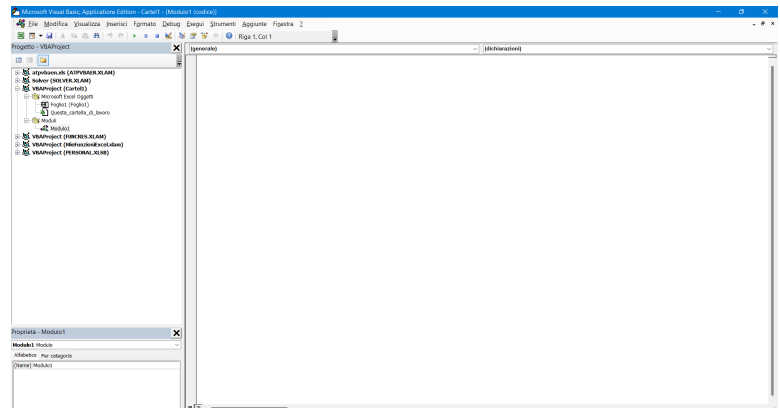 Microsoft Visual Basic, Applications Edition - Cartel1 - [Modulo1 (codice)]
File Modifica Visualizza Inserisci Formato Debug Esegui Strumenti Aggiunte Finestra ?
Riga 1, Col 1
Progetto - VBAProject
(generale) (dichiarazioni)
atpvbaen.xls (ATPVBAEN.XLAM)
Solver (SOLVER.XLAM)
VBAProject (Cartel1)
Microsoft Excel Oggetti
Foglio1 (Foglio1)
Questa_cartella_di_lavoro
Moduli
Modulo1
VBAProject (FUNCRES.XLAM)
VBAProject (MieFunzioniExcel.xlam)
VBAProject (PERSONAL.XLSB)
Proprietà - Modulo1
Modulo1 Modulo
Alfabetico Per categoria
(Name) Modulo1